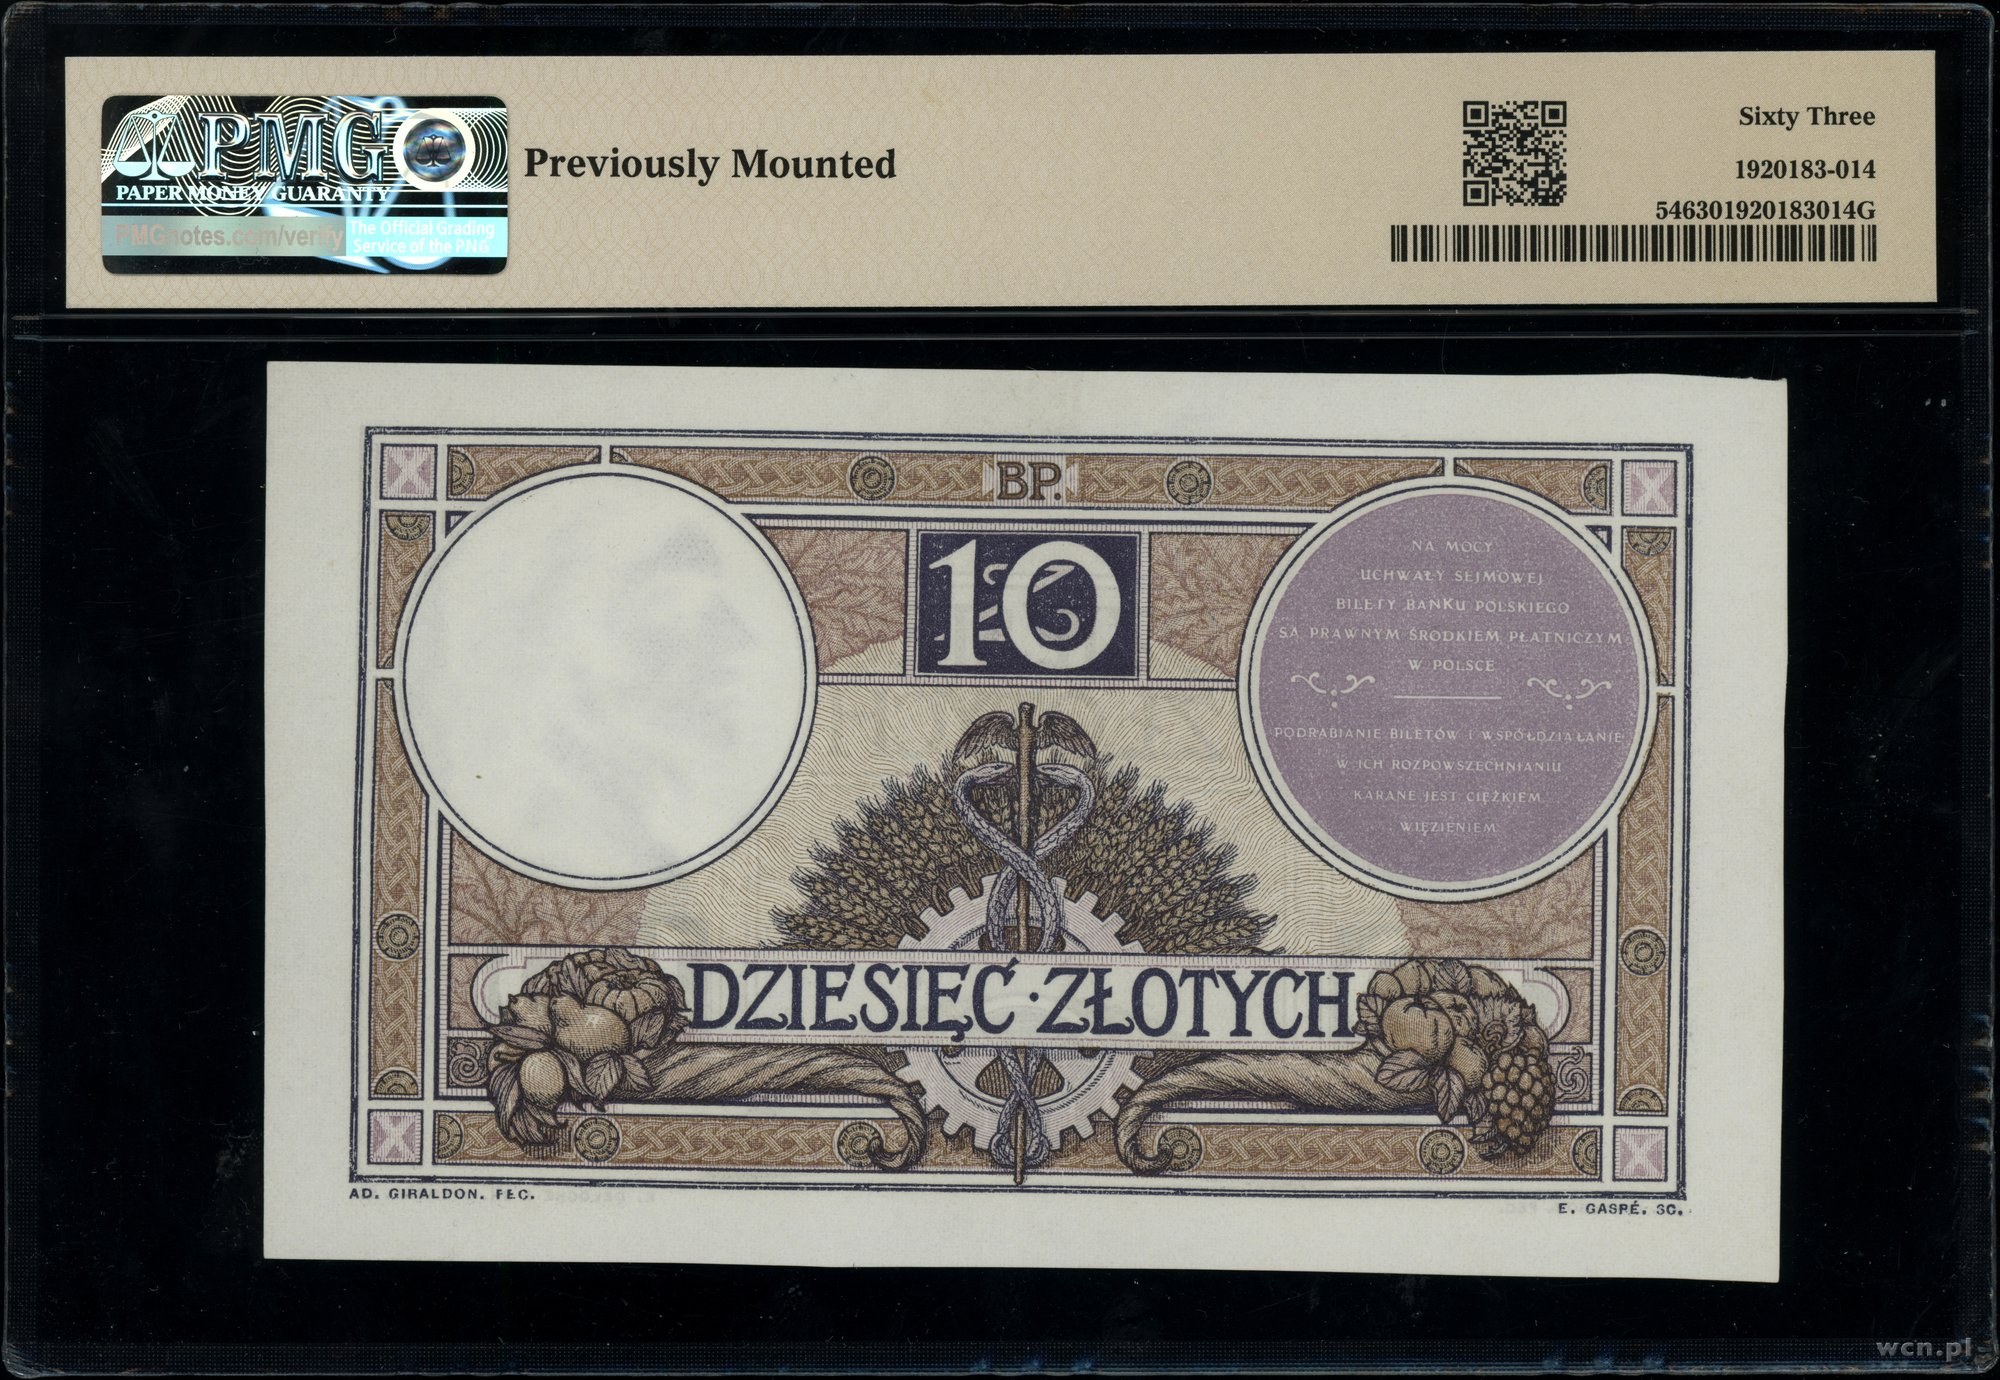 PMG
PAPER MONEY GUARANTY
PMGnotes.com/verify
The Official Grading
Service of the PNG
Previously Mounted
Sixty Three
1920183-014
546301920183014G
BP.
X
X
10
NA MOCY
UCHWAŁY SEJMOWEJ
BILETY BANKU POLSKIEGO
SĄ PRAWNYM ŚRODKIEM PŁATNICZYM
W POLSCE
PODRABIANIE BILETÓW I WSPÓŁDZIAŁANIE
W ICH ROZPOWSZECHNIANIU
KARANE JEST CIĘŻKIEM
WIĘZIENIEM
DZIESIĘĆ · ZŁOTYCH
X
X
AD. GIRALDON. FEC.
E. GASPÉ. SC.
wcn.pl